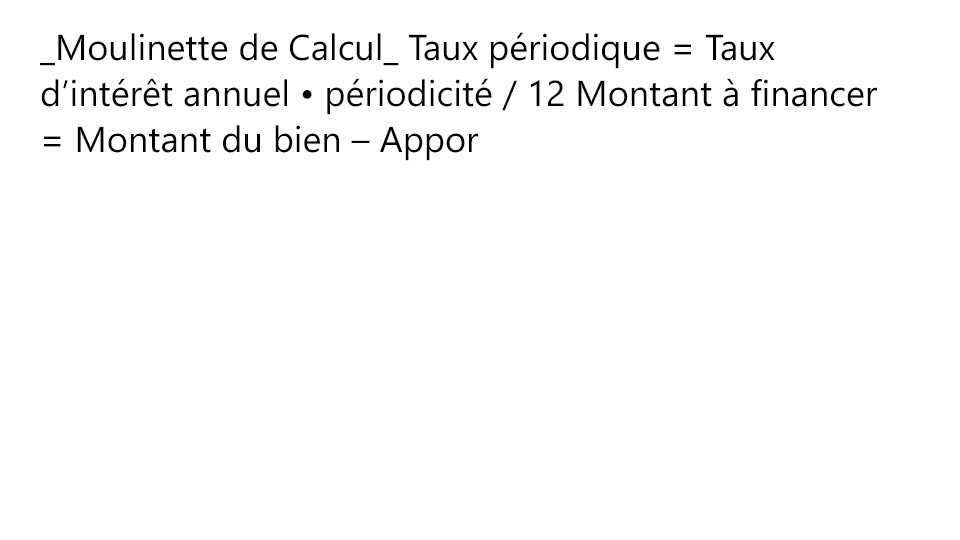 _Moulinette de Calcul_ Taux périodique = Taux
d’intérêt annuel • périodicité / 12 Montant à financer
= Montant du bien – Appor